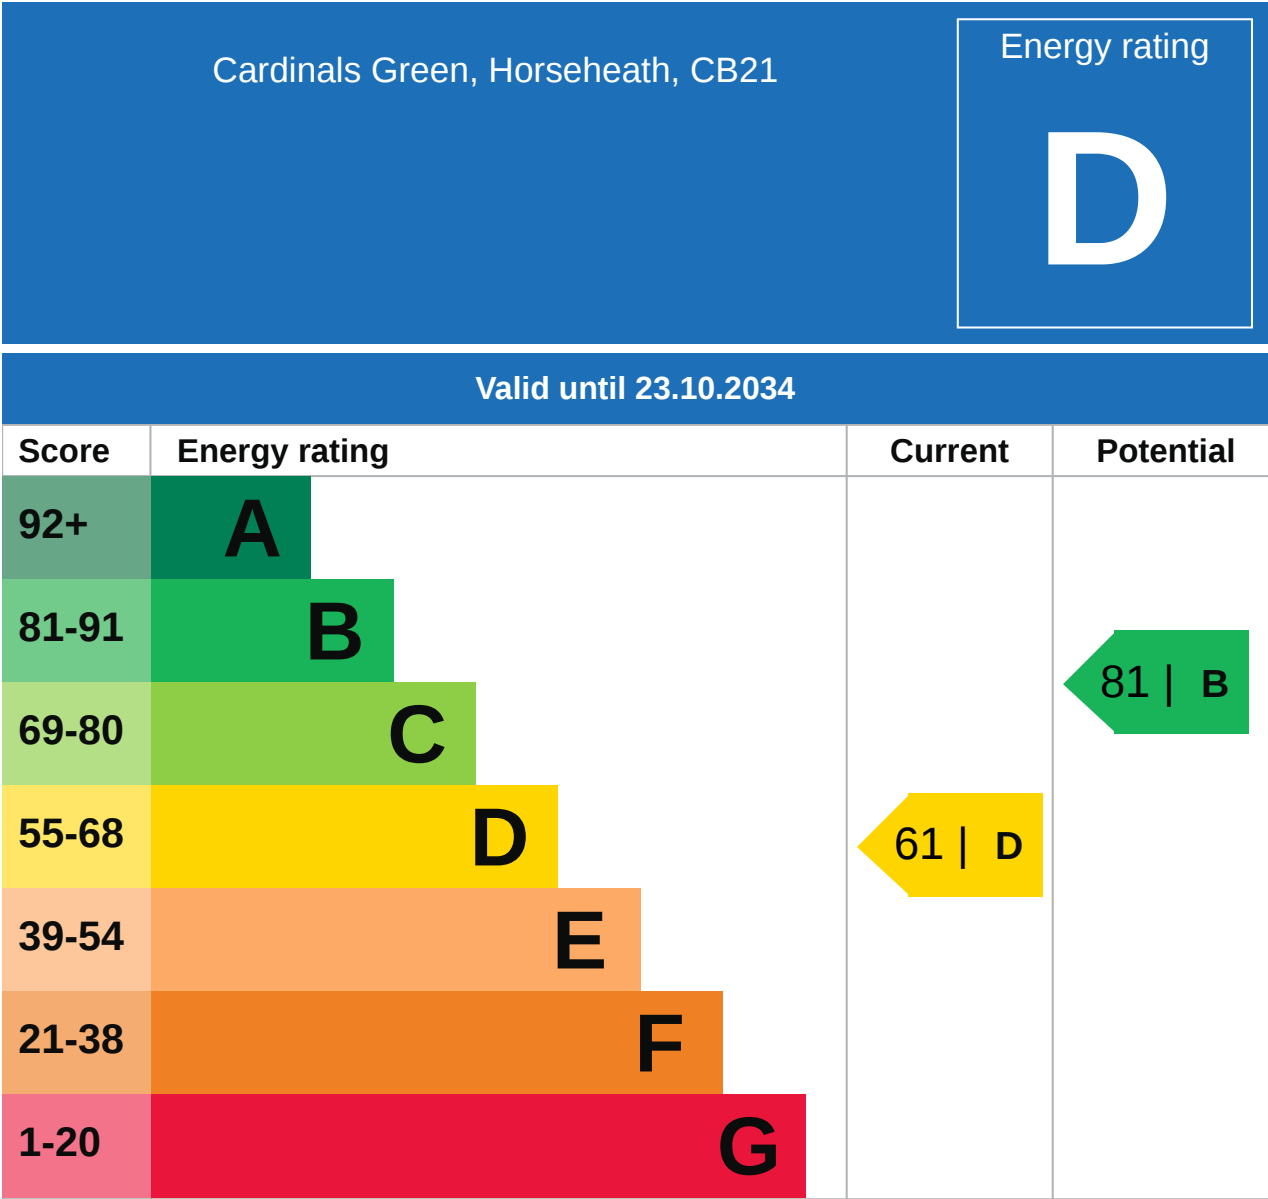 Cardinals Green, Horseheath, CB21
Energy rating
D
Valid until 23.10.2034
Score Energy rating Current Potential
92+ A
81-91 B
81 | B
69-80 C
55-68 D
61 | D
39-54 E
21-38 F
1-20 G